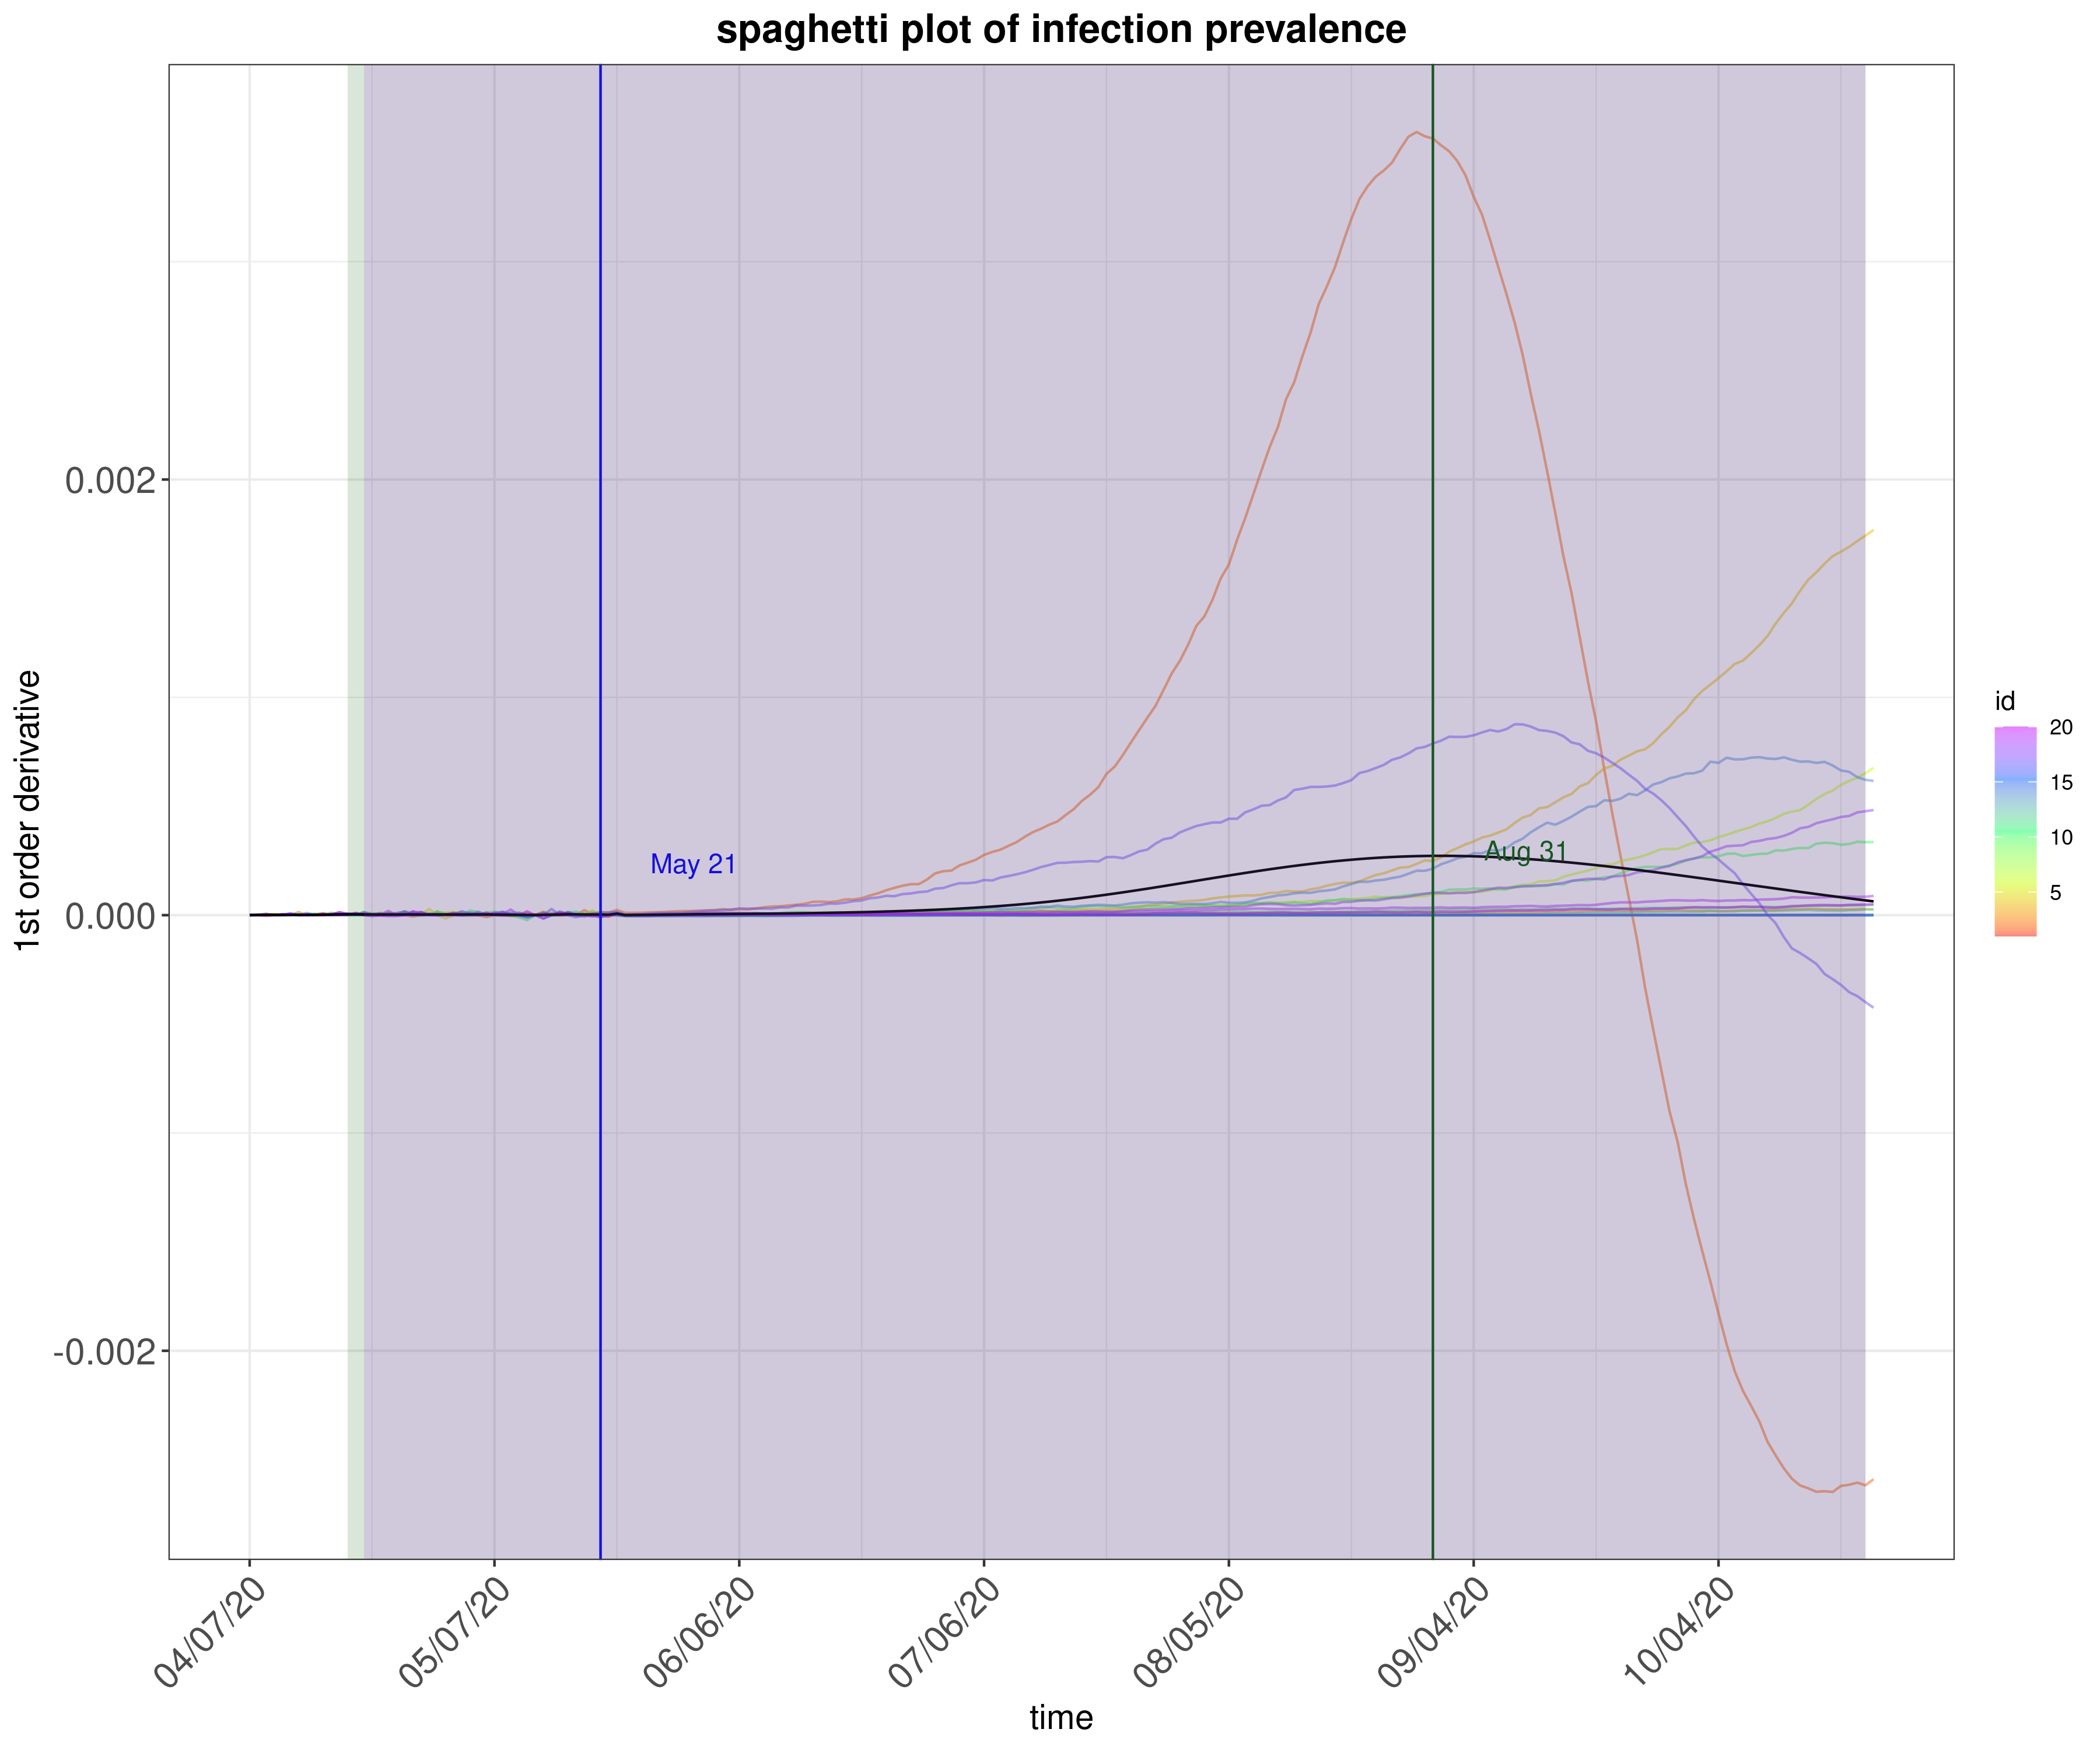 spaghetti plot of infection prevalence
1st order derivative
0.002
0.000
-0.002
May 21
Aug 31
id
20
15
10
5
04/07/20
05/07/20
06/06/20
07/06/20
08/05/20
09/04/20
10/04/20
time